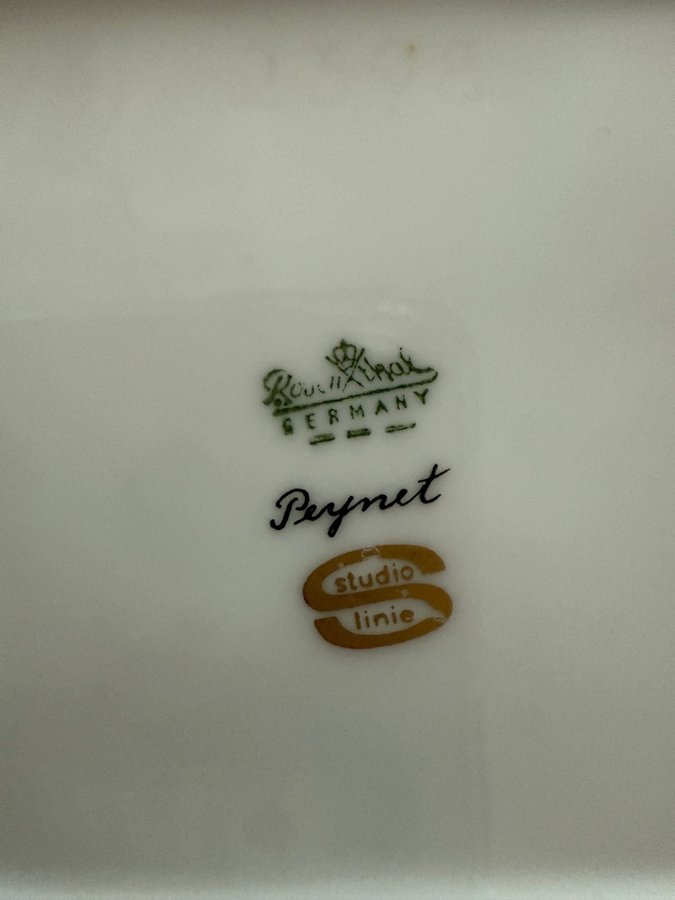 Rosenthal
GERMANY
Peynet
studio
linie